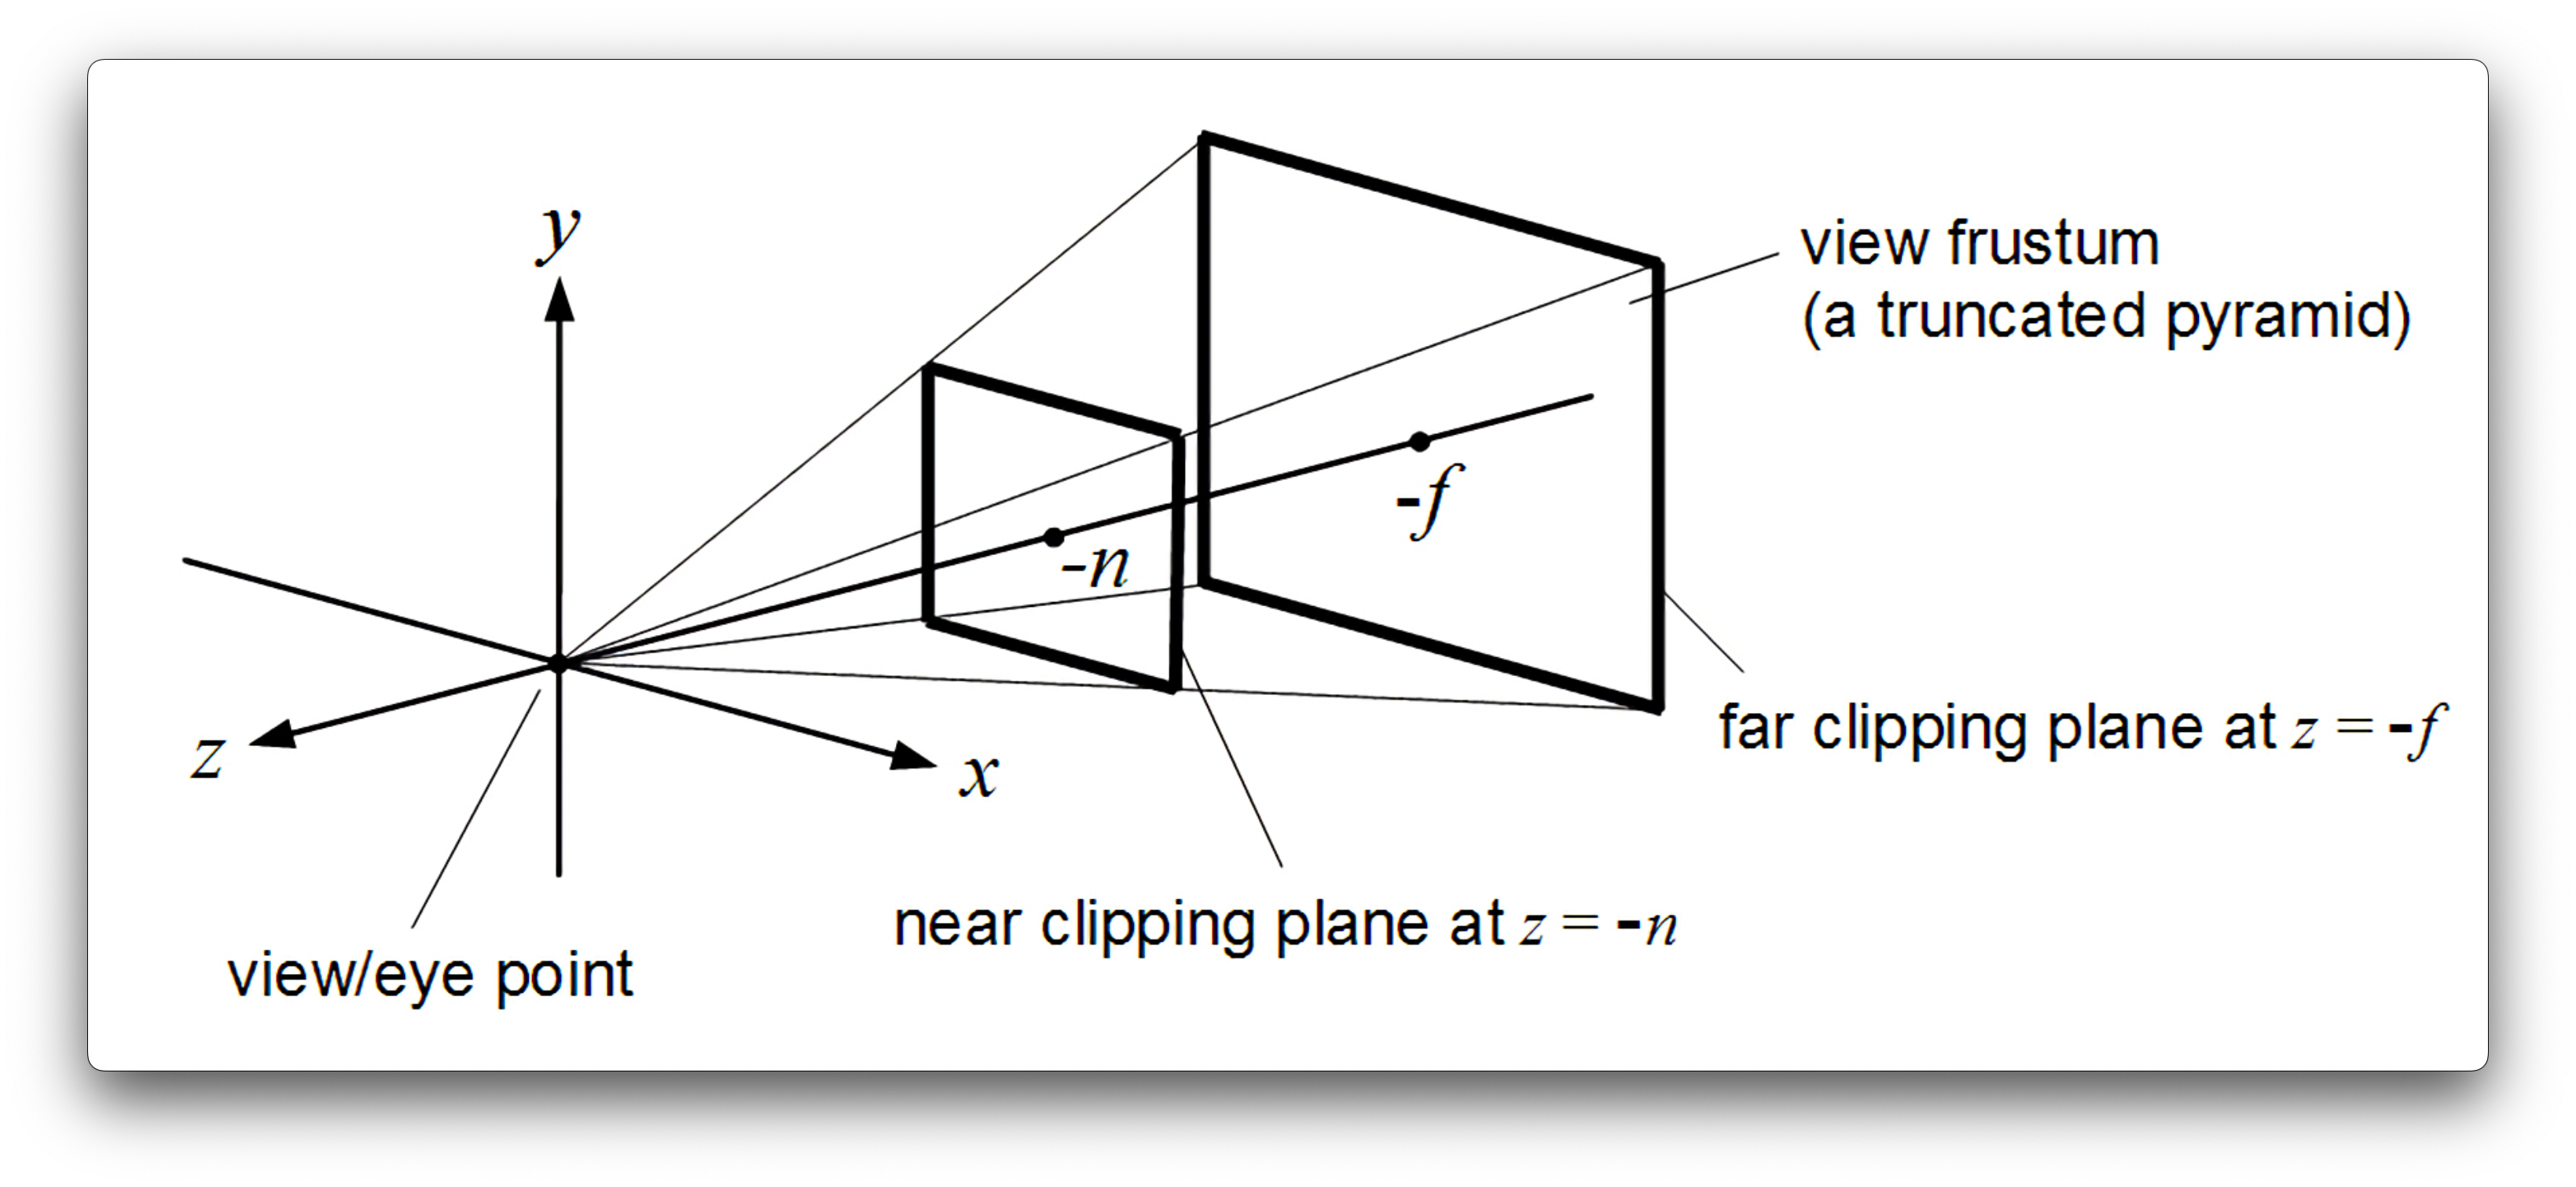 y
view frustum
(a truncated pyramid)
-f
-n
z
x
far clipping plane at z = -f
near clipping plane at z = -n
view/eye point